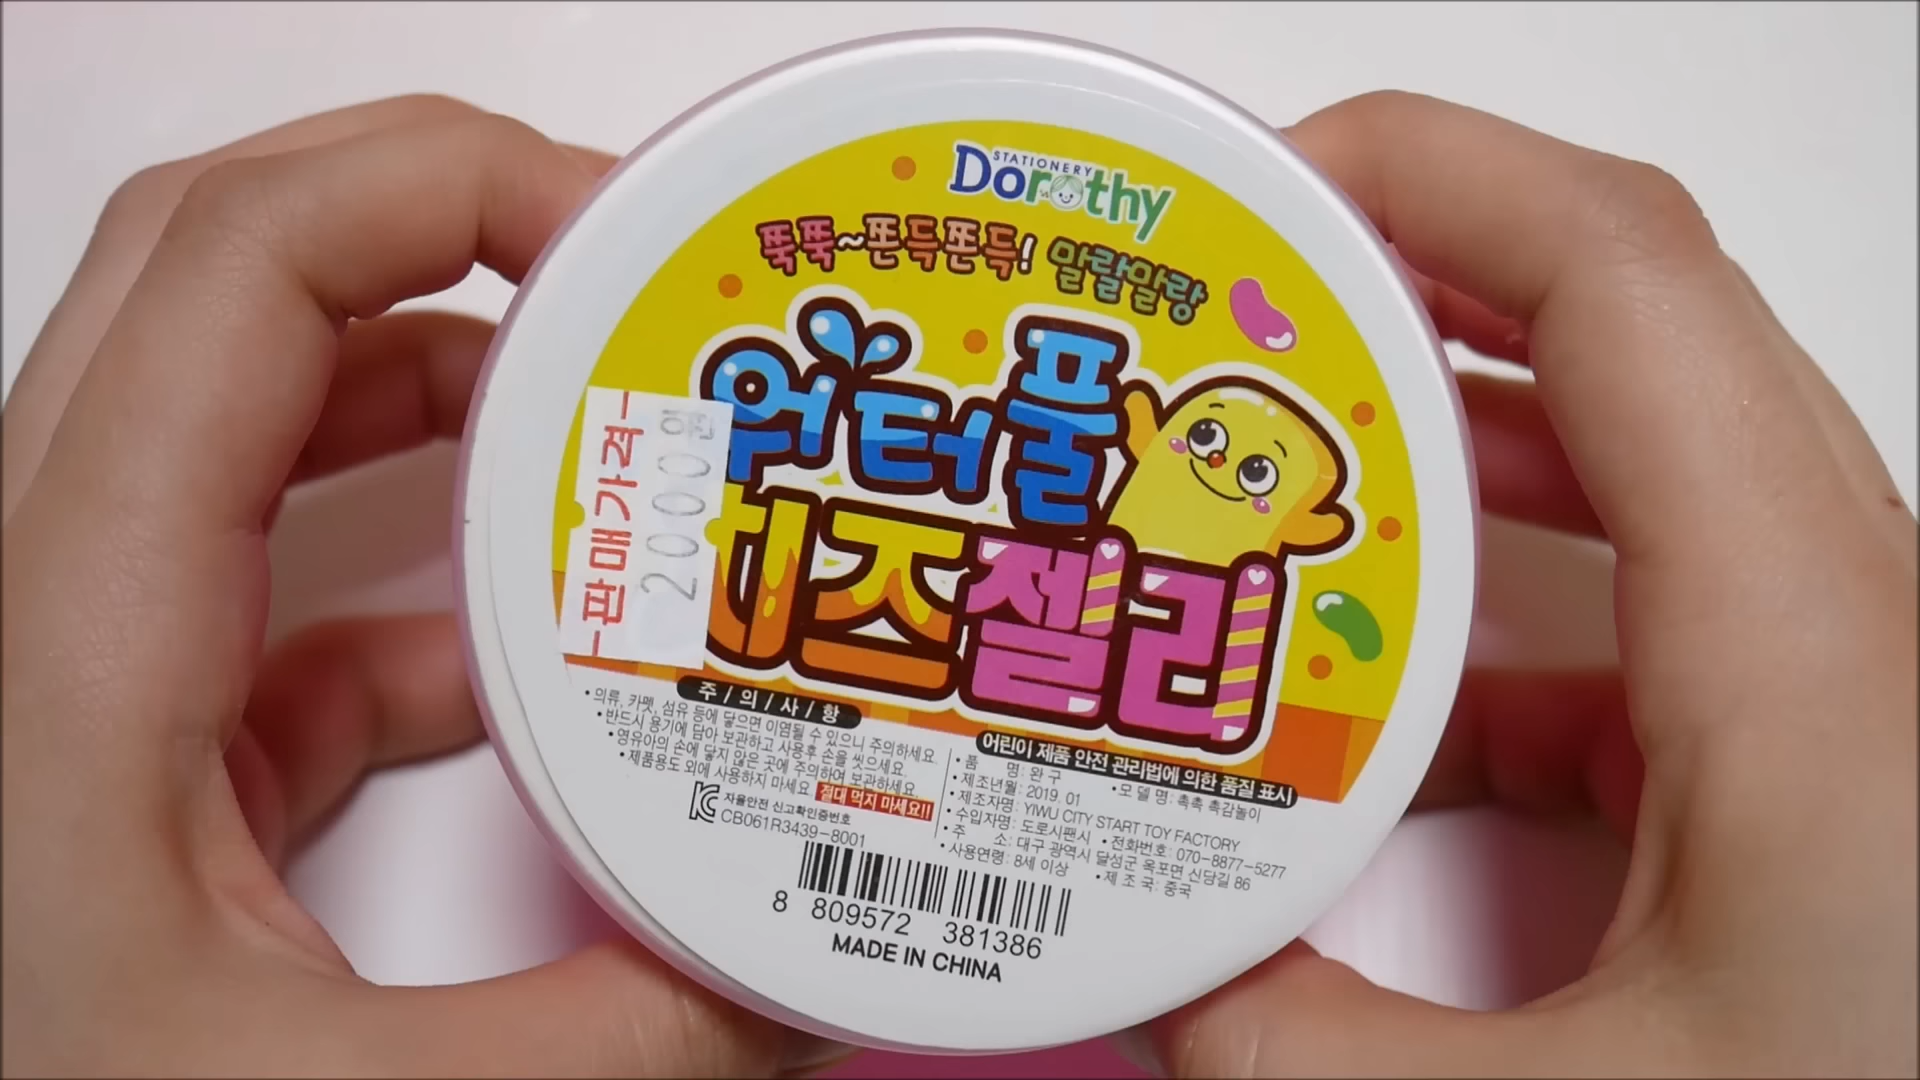 STATIONERY
Dorothy
뚝뚝~쫀득쫀득! 말랑말랑
워터풀
치즈젤리
판매가격
2000원
주/의/사/항
• 의류, 카펫, 섬유 등에 닿으면 이염될 수 있으니 주의하세요.
• 반드시 용기에 담아 보관하고 사용후 손을 씻으세요.
• 영유아의 손에 닿지 않은 곳에 주의하여 보관하세요.
• 제품용도 외에 사용하지 마세요. 절대 먹지 마세요!!
자율안전 신고확인증번호
CB061R3439-8001
어린이 제품 안전 관리법에 의한 품질 표시
• 품 명: 완구 • 모델명: 촉촉 촉감놀이
• 제조년월: 2019. 01
• 제조자명: YIWU CITY START TOY FACTORY
• 수입자명: 도로시팬시 • 전화번호: 070-8877-5277
• 주 소: 대구 광역시 달성군 옥포면 신당길 86
• 사용연령: 8세 이상 • 제조국: 중국
8 809572 381386
MADE IN CHINA